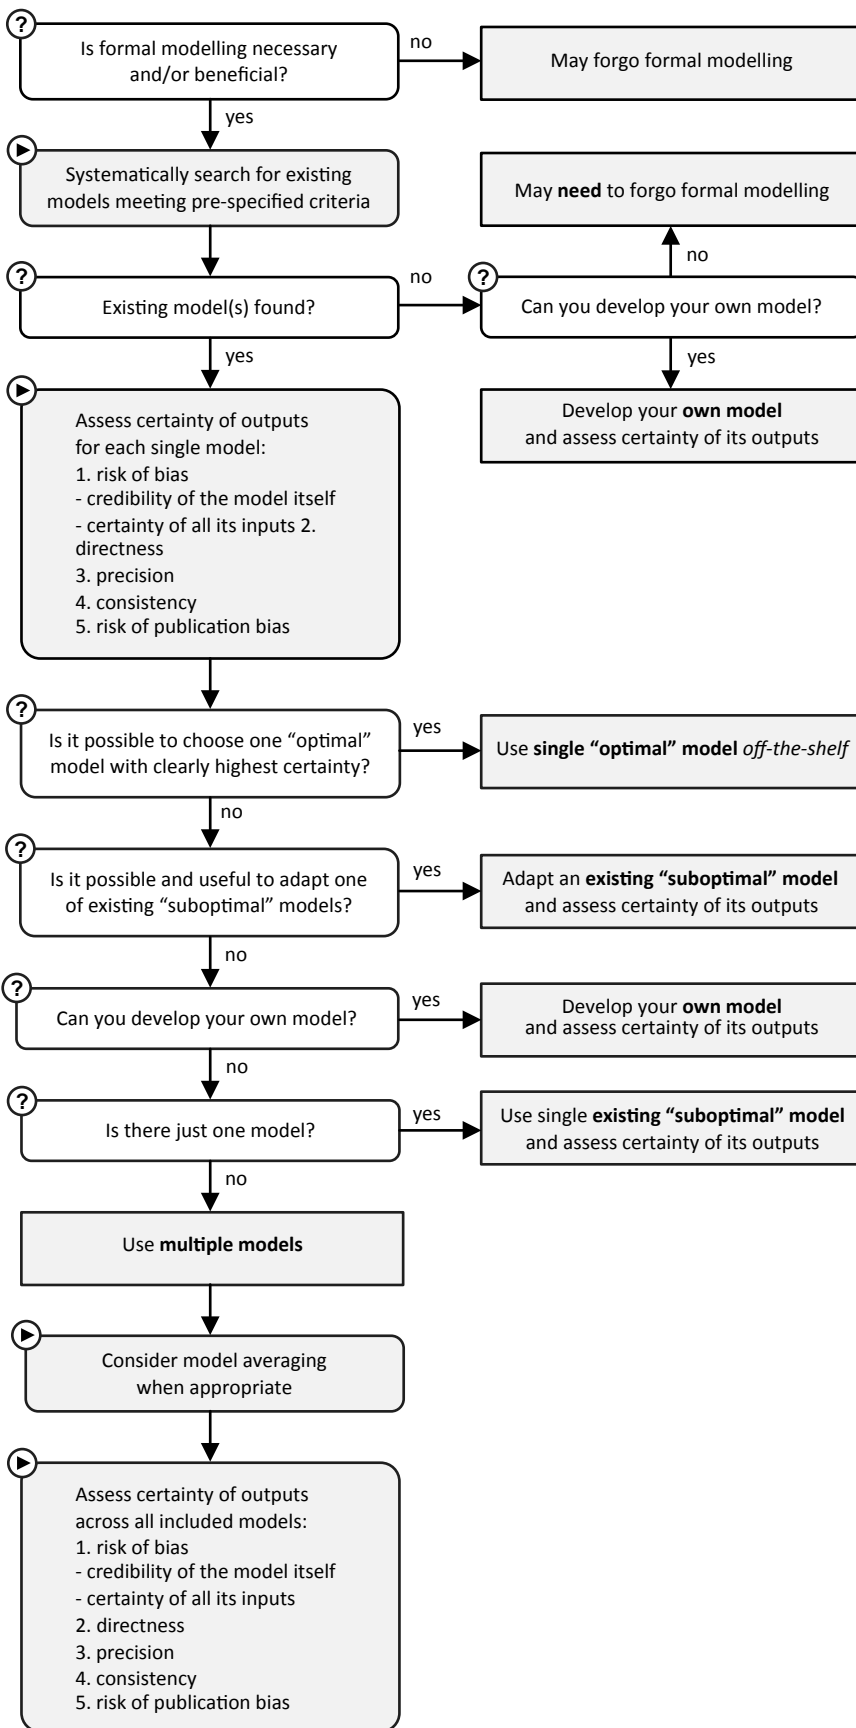 ?
Is formal modelling necessary
and/or beneficial?
no
May forgo formal modelling
yes
Systematically search for existing
models meeting pre-specified criteria
May need to forgo formal modelling
no
?
Existing model(s) found?
no
?
Can you develop your own model?
yes
yes
Develop your own model
and assess certainty of its outputs
Assess certainty of outputs
for each single model:
1. risk of bias
- credibility of the model itself
- certainty of all its inputs 2.
directness
3. precision
4. consistency
5. risk of publication bias
?
Is it possible to choose one “optimal”
model with clearly highest certainty?
yes
Use single “optimal” model off-the-shelf
no
?
Is it possible and useful to adapt one
of existing “suboptimal” models?
yes
Adapt an existing “suboptimal” model
and assess certainty of its outputs
no
?
Can you develop your own model?
yes
Develop your own model
and assess certainty of its outputs
no
?
Is there just one model?
yes
Use single existing “suboptimal” model
and assess certainty of its outputs
no
Use multiple models
Consider model averaging
when appropriate
Assess certainty of outputs
across all included models:
1. risk of bias
- credibility of the model itself
- certainty of all its inputs
2. directness
3. precision
4. consistency
5. risk of publication bias